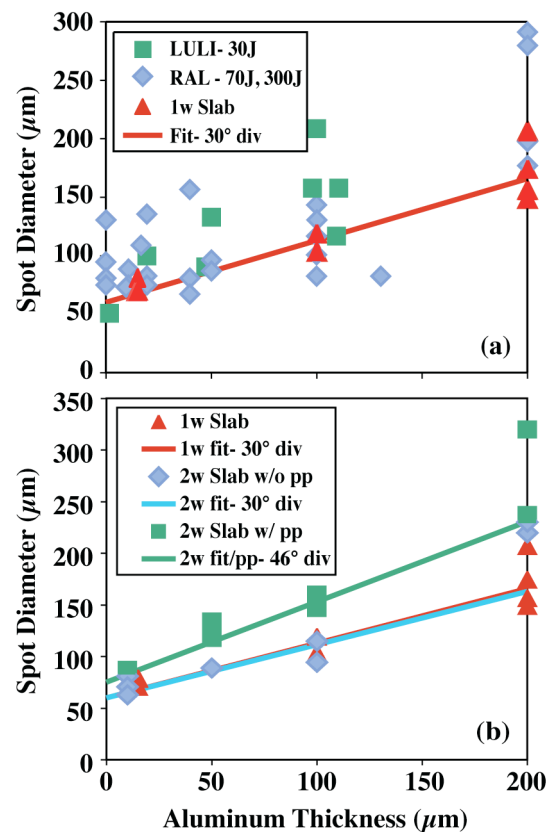 300
250
200
150
100
50
0
Spot Diameter (µm)
LULI- 30J
RAL - 70J, 300J
1w Slab
Fit- 30° div
(a)
350
300
250
200
150
100
50
0
Spot Diameter (µm)
1w Slab
1w fit- 30° div
2w Slab w/o pp
2w fit- 30° div
2w Slab w/ pp
2w fit/pp- 46° div
(b)
0 50 100 150 200
Aluminum Thickness (µm)